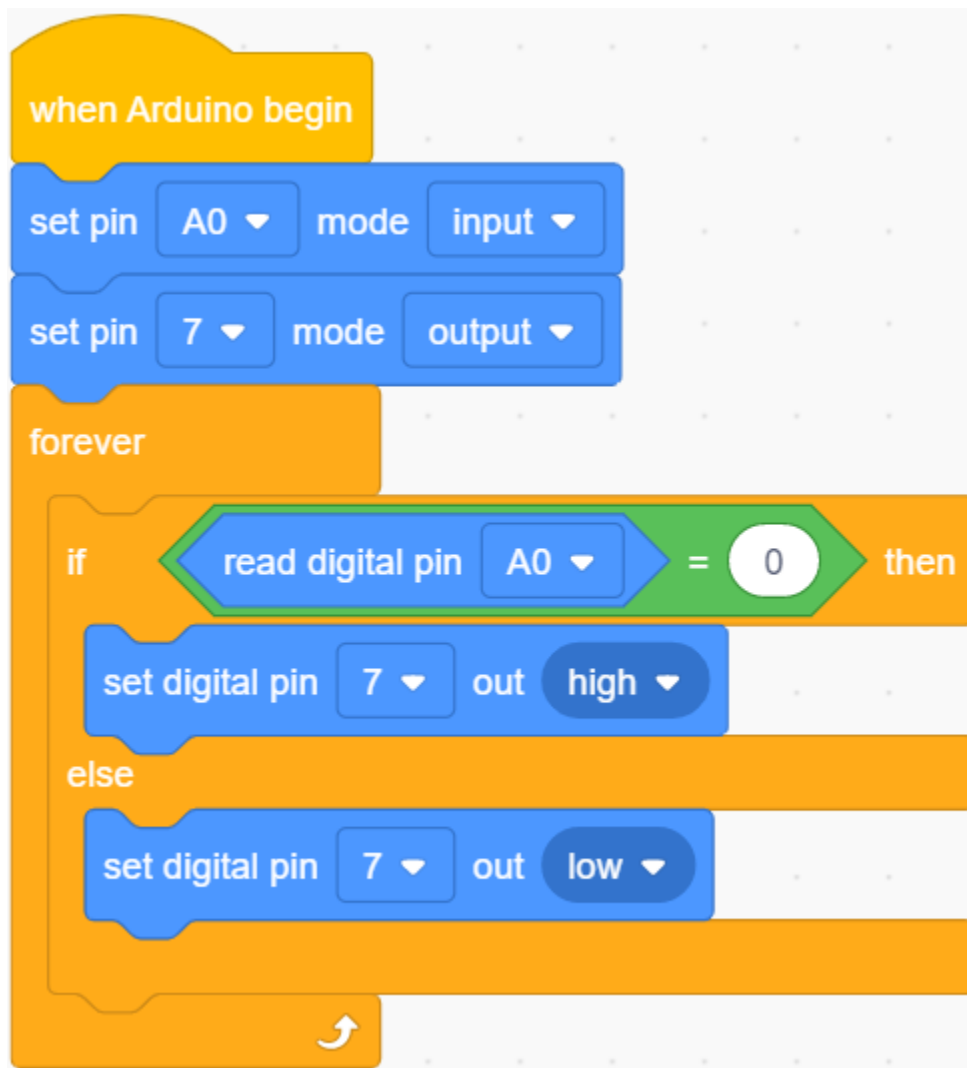 when Arduino begin
set pin A0 mode input
set pin 7 mode output
forever
if read digital pin A0 = 0 then
set digital pin 7 out high
else
set digital pin 7 out low